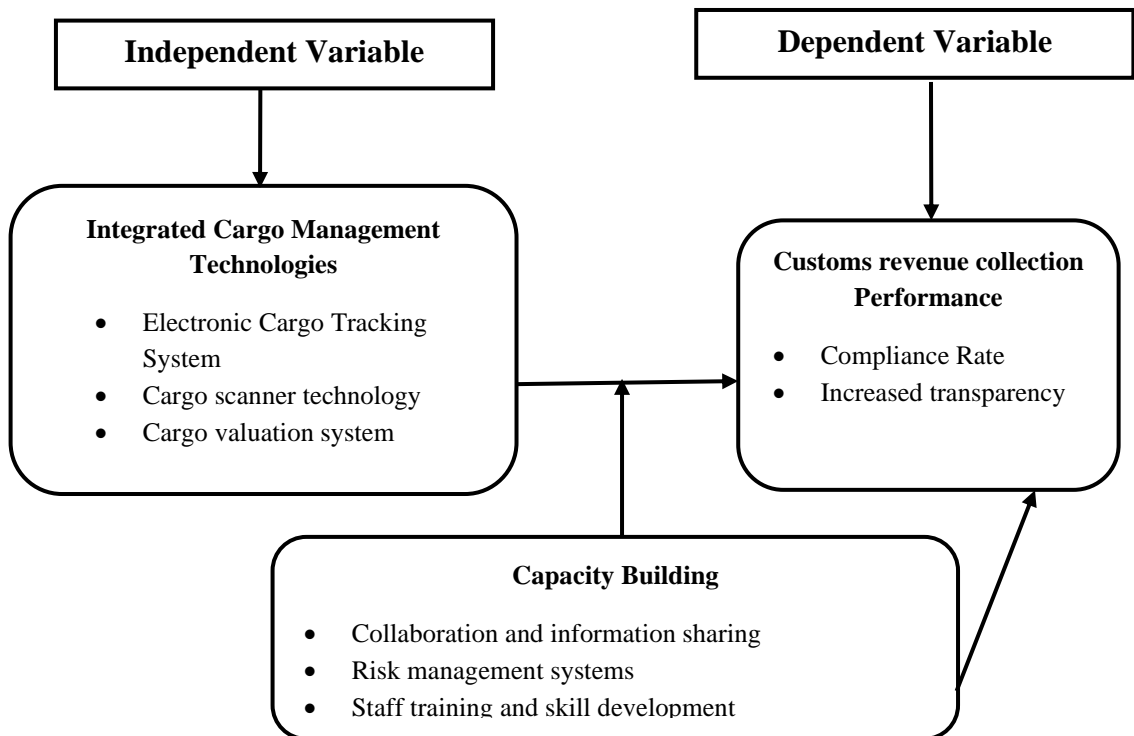 Independent Variable
Dependent Variable
Integrated Cargo Management
Technologies
• Electronic Cargo Tracking
System
• Cargo scanner technology
• Cargo valuation system
Customs revenue collection
Performance
• Compliance Rate
• Increased transparency
Capacity Building
• Collaboration and information sharing
• Risk management systems
• Staff training and skill development